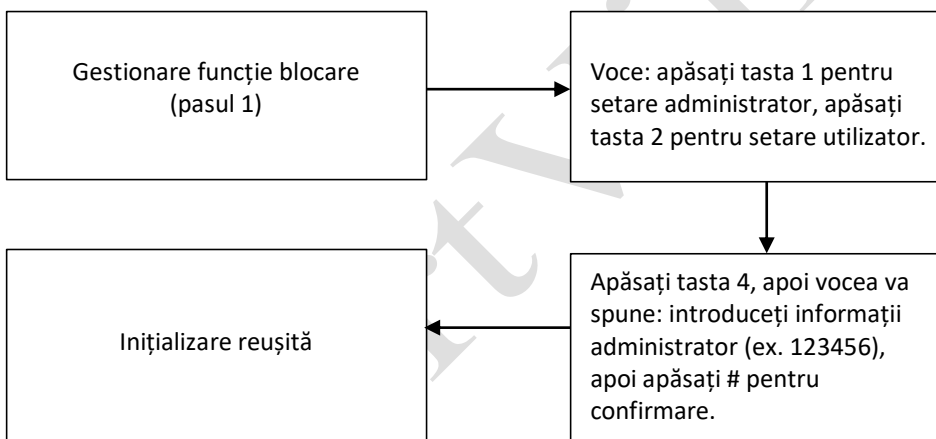 Gestionare funcție blocare
(pasul 1)
Voce: apăsați tasta 1 pentru
setare administrator, apăsați
tasta 2 pentru setare utilizator.
Apăsați tasta 4, apoi vocea va
spune: introduceți informații
administrator (ex. 123456),
apoi apăsați # pentru
confirmare.
Inițializare reușită